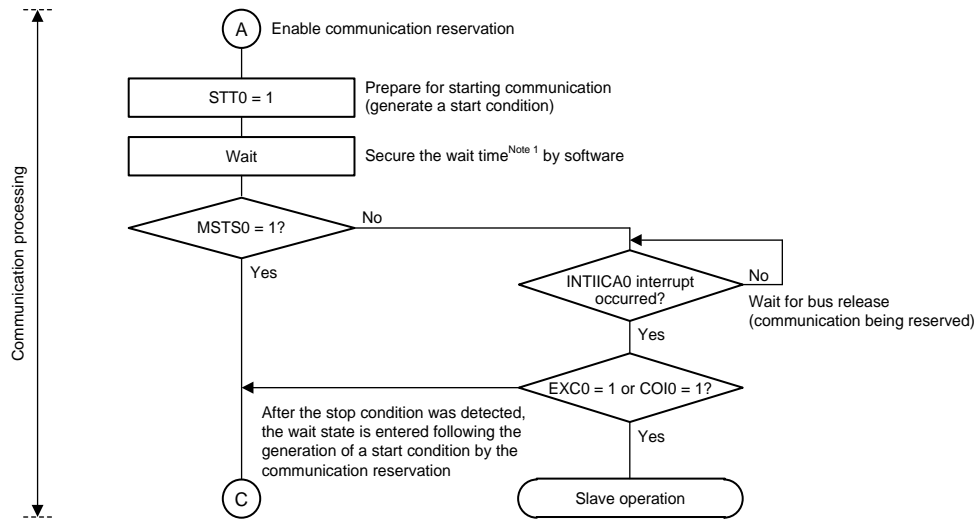 A
Enable communication reservation
STT0 = 1
Prepare for starting communication
(generate a start condition)
Wait
Secure the wait time Note 1 by software
MSTS0 = 1?
No
Yes
INTIICA0 interrupt
occurred?
No
Wait for bus release
(communication being reserved)
Yes
EXC0 = 1 or COI0 = 1?
After the stop condition was detected,
the wait state is entered following the
generation of a start condition by the
communication reservation
Yes
C
Slave operation
Communication processing